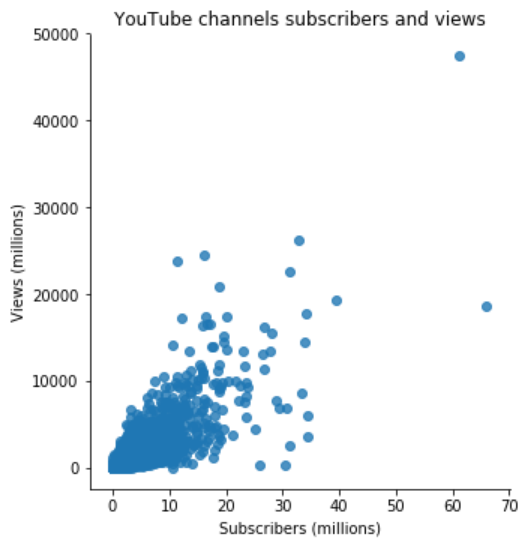 YouTube channels subscribers and views
50000
40000
30000
20000
10000
0
Views (millions)
0 10 20 30 40 50 60 70
Subscribers (millions)